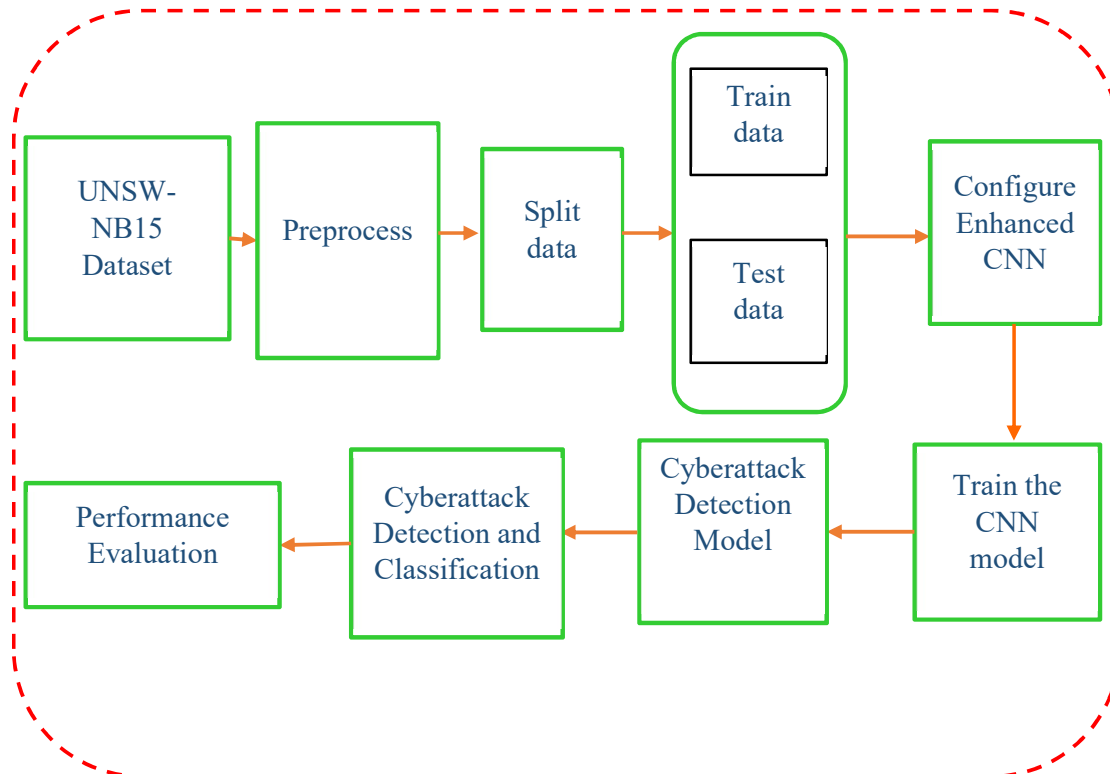 UNSW-
NB15
Dataset
Preprocess
Split
data
Train
data
Test
data
Configure
Enhanced
CNN
Train the
CNN
model
Cyberattack
Detection
Model
Cyberattack
Detection and
Classification
Performance
Evaluation